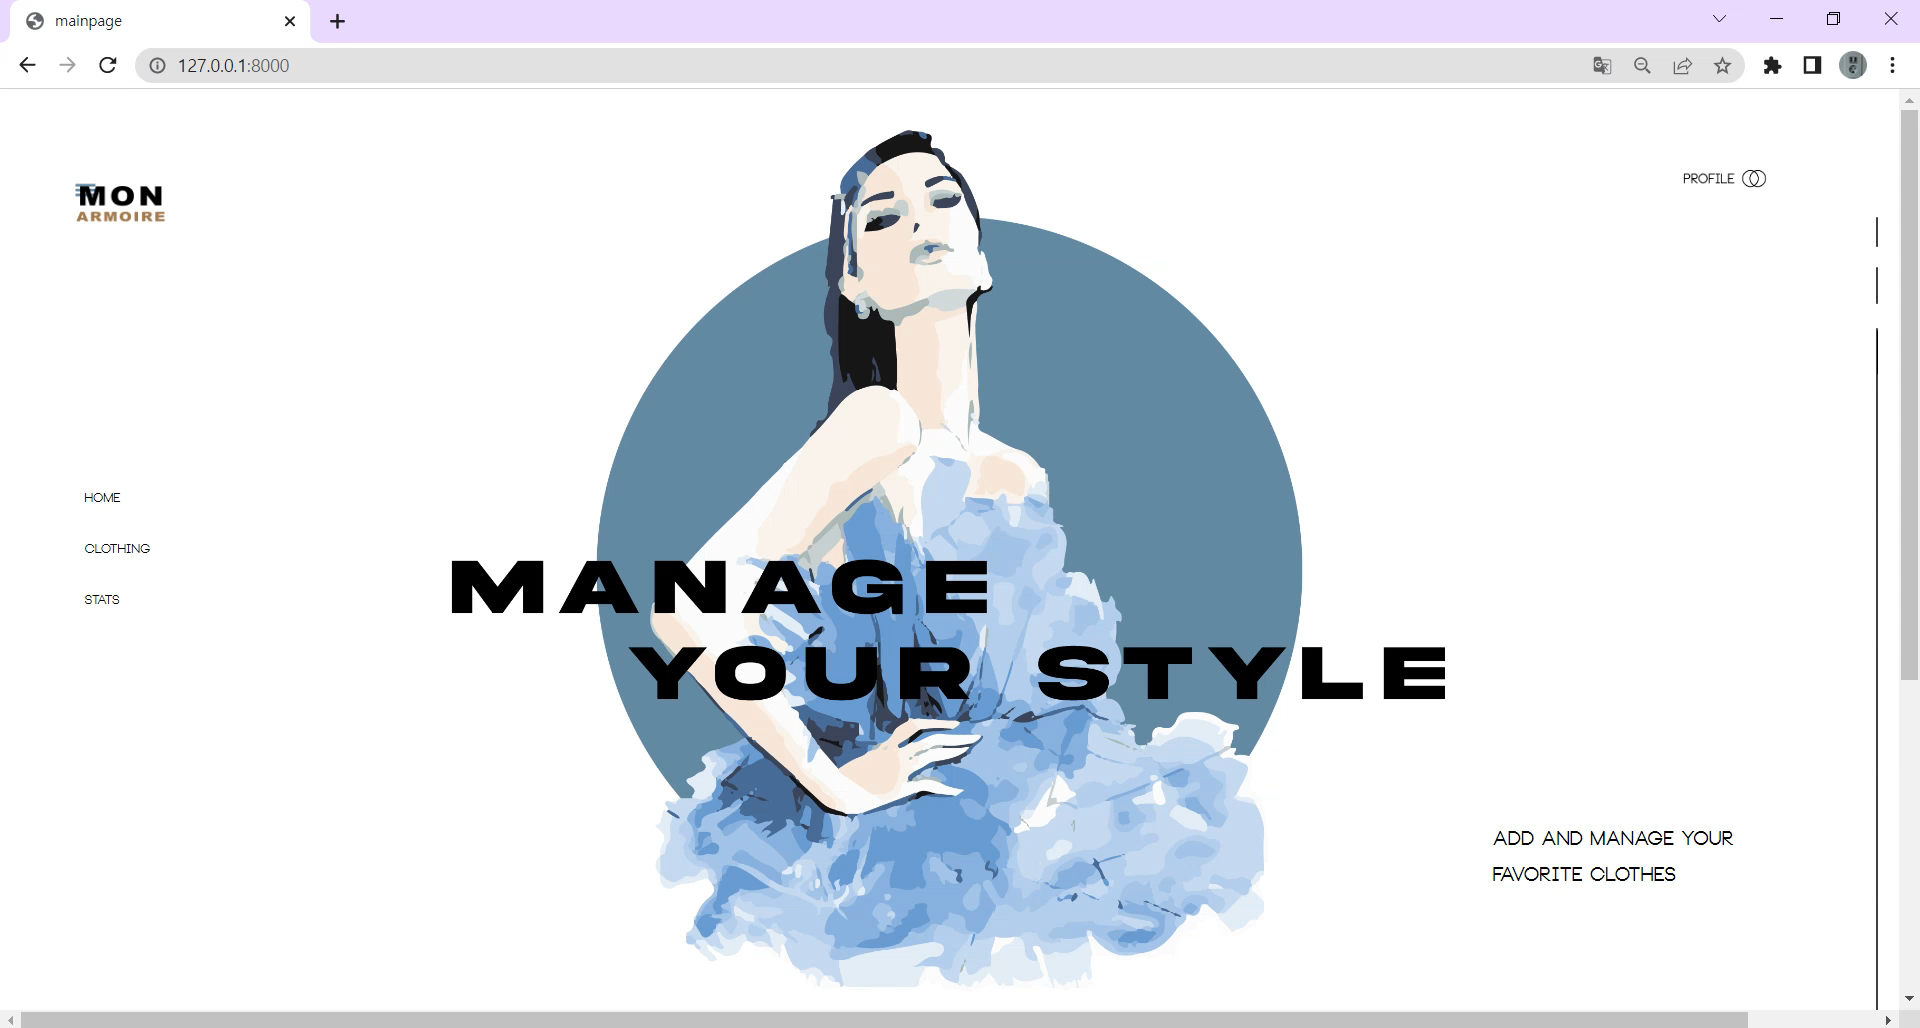 mainpage
127.0.0.1:8000
MON
ARMOIRE
PROFILE
HOME
CLOTHING
STATS
MANAGE
YOUR STYLE
ADD AND MANAGE YOUR
FAVORITE CLOTHES